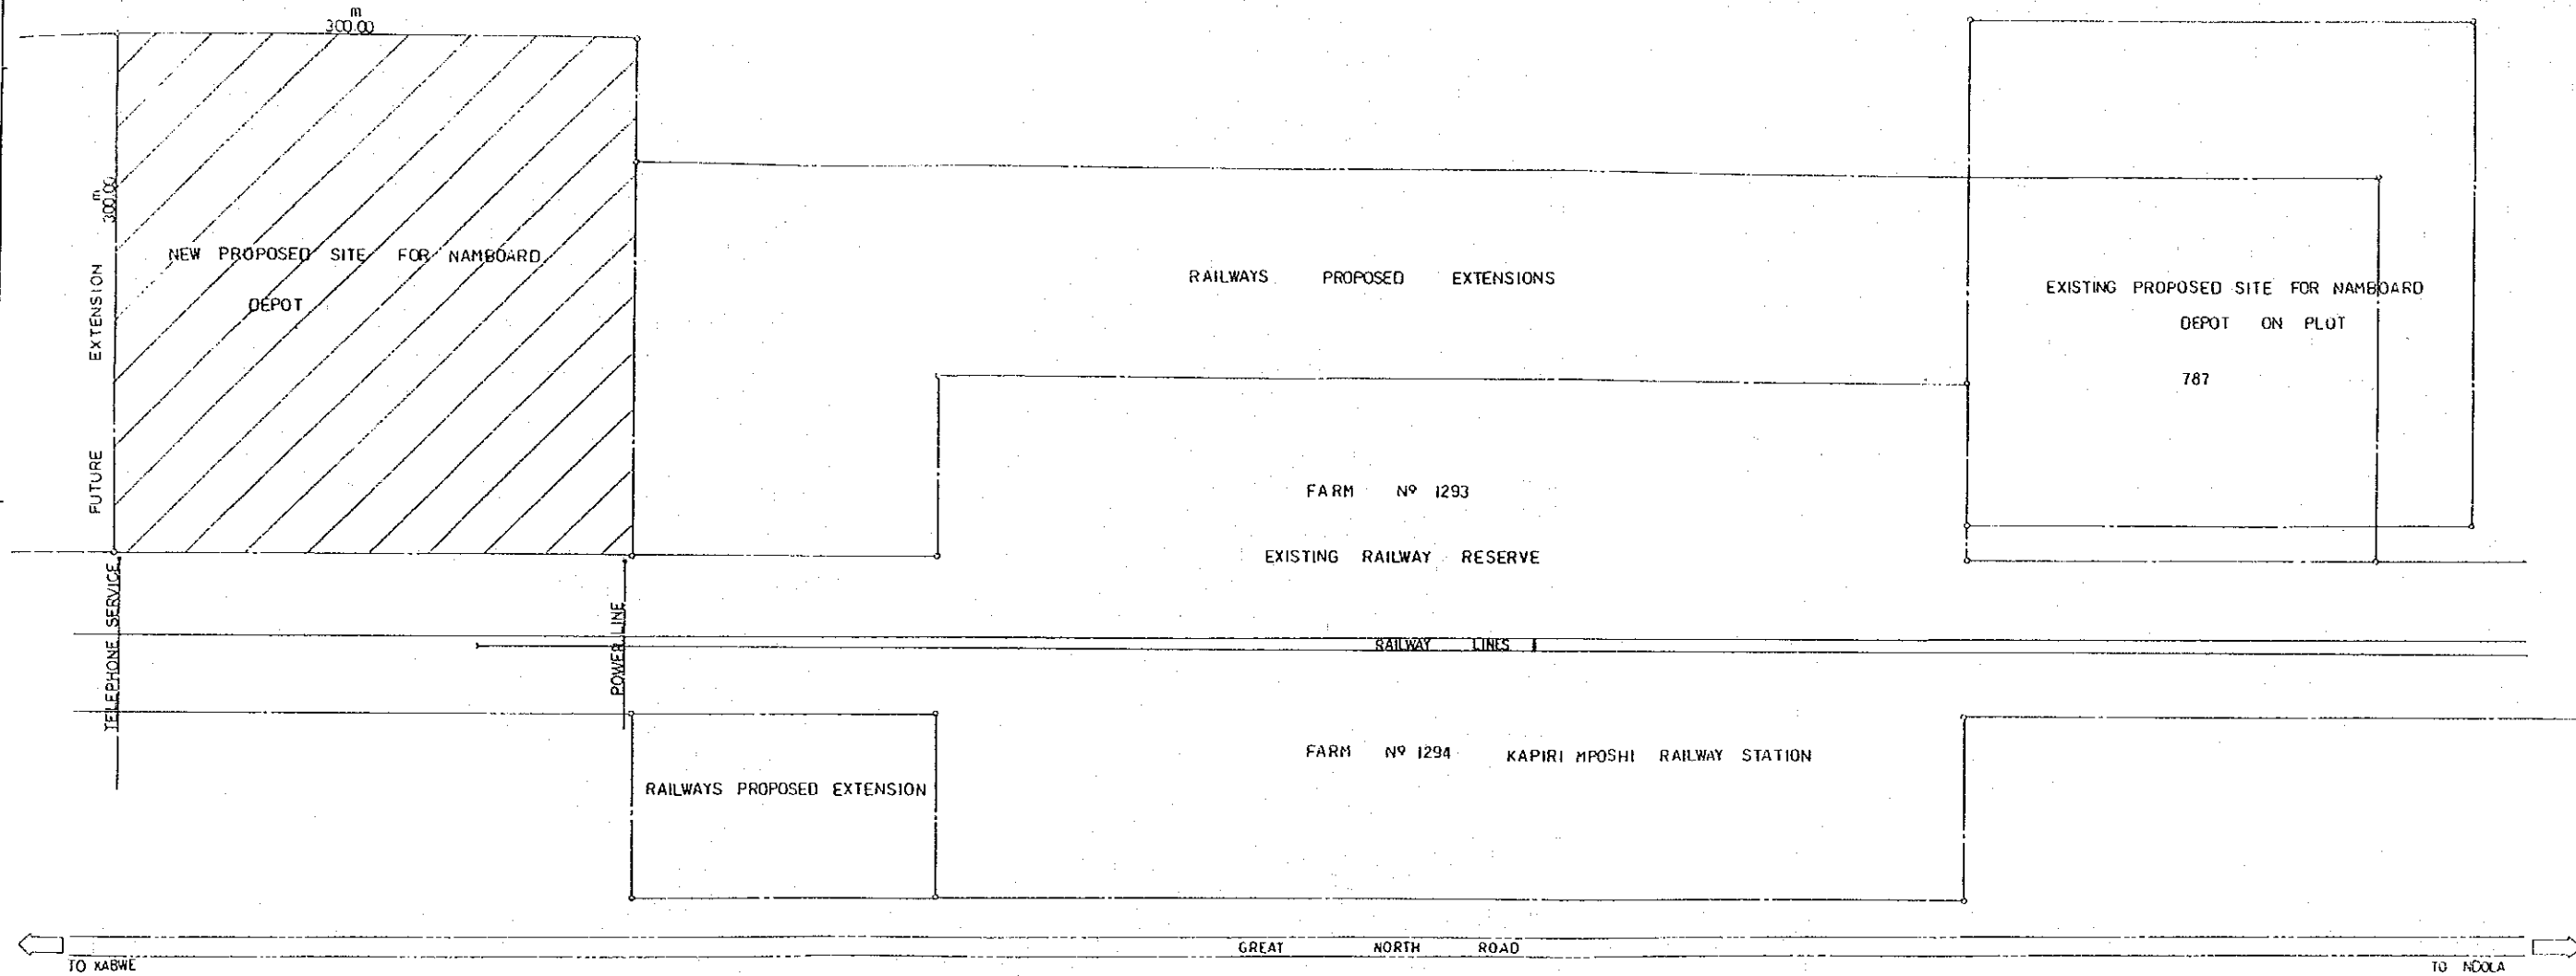 m
300.00
m
300.00
FUTURE EXTENSION
NEW PROPOSED SITE FOR NAMBOARD
DEPOT
RAILWAYS PROPOSED EXTENSIONS
EXISTING PROPOSED SITE FOR NAMBOARD
DEPOT ON PLOT
787
FARM Nº 1293
EXISTING RAILWAY RESERVE
TELEPHONE SERVICE
POWER LINE
RAILWAY LINES
FARM Nº 1294 KAPIRI MPOSHI RAILWAY STATION
RAILWAYS PROPOSED EXTENSION
GREAT NORTH ROAD
TO KABWE
TO NDOLA